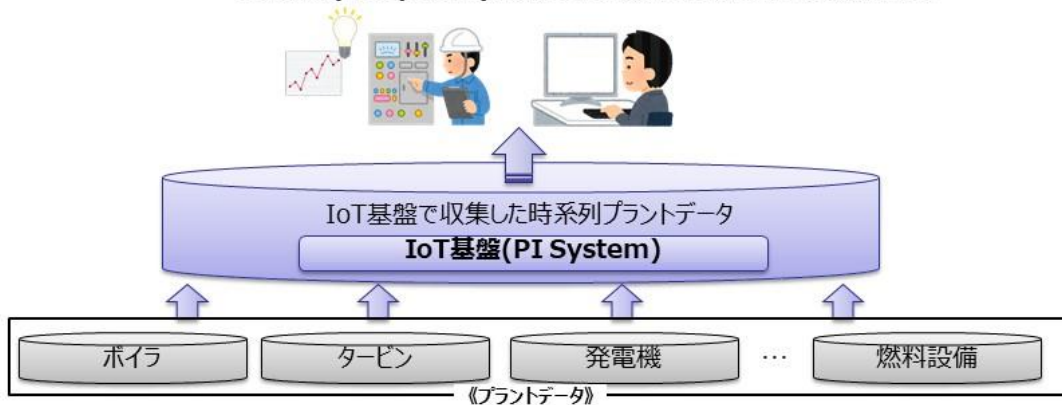 IoT基盤で収集した時系列プラントデータ
IoT基盤(PI System)
ボイラ
タービン
発電機
…
燃料設備
《プラントデータ》